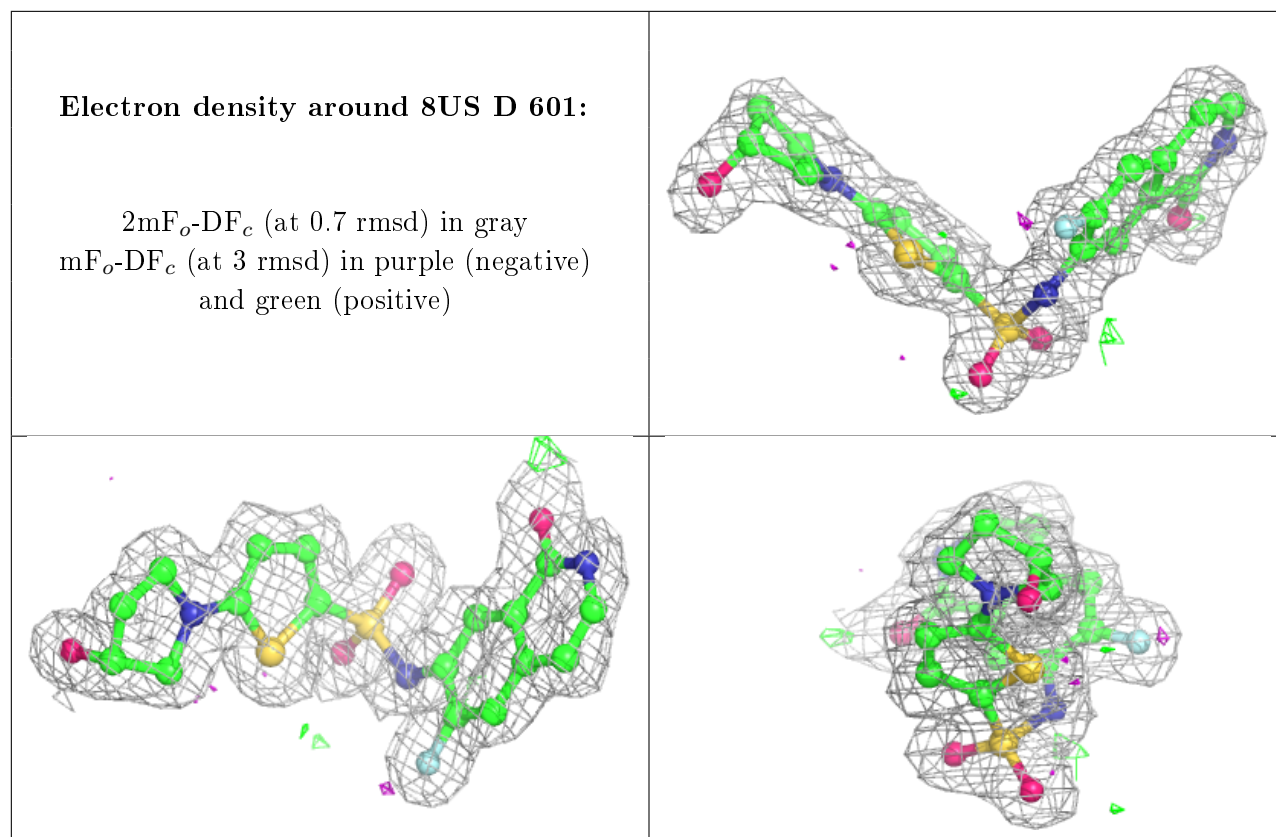 Electron density around 8US D 601:
2mFo-DFc (at 0.7 rmsd) in gray
mFo-DFc (at 3 rmsd) in purple (negative)
and green (positive)